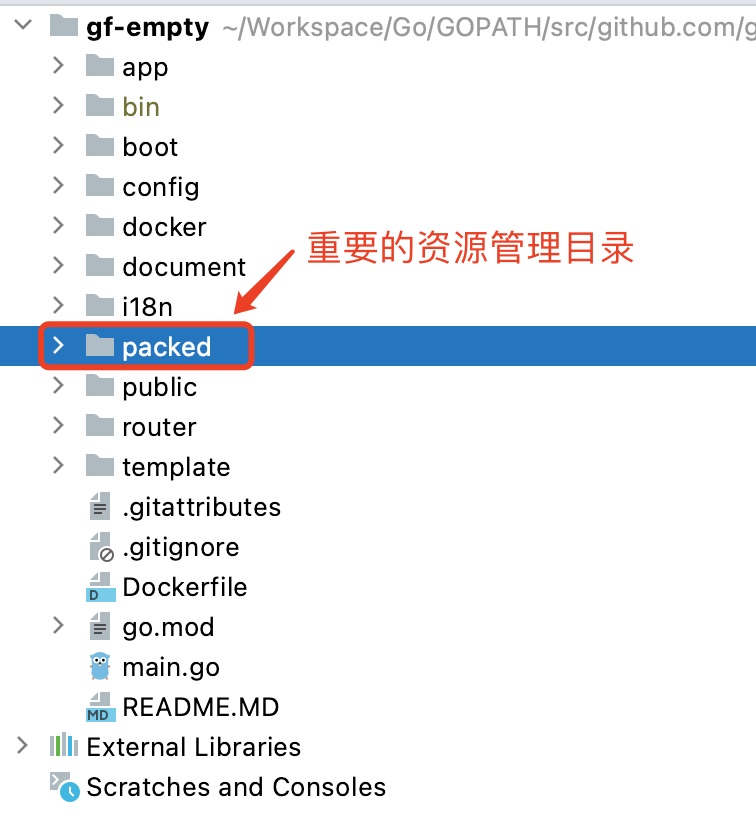 gf-empty ~/Workspace/Go/GOPATH/src/github.com/g
app
bin
boot
config
docker
重要的资源管理目录
document
i18n
packed
public
router
template
.gitattributes
.gitignore
D Dockerfile
go.mod
main.go
MD README.MD
External Libraries
Scratches and Consoles